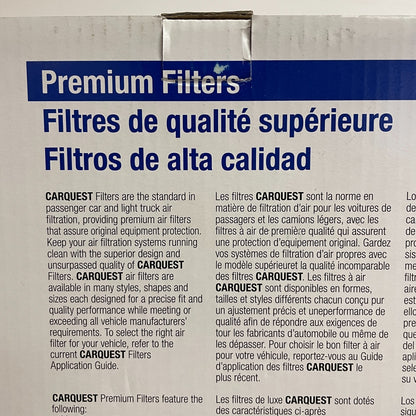 Premium Filters
Filtres de qualité supérieure
Filtros de alta calidad
CARQUEST Filters are the standard in
passenger car and light truck air
filtration, providing premium air filters
that assure original equipment protection.
Keep your air filtration systems running
clean with the superior design and
unsurpassed quality of CARQUEST
Filters. CARQUEST air filters are
available in many styles, shapes and
sizes each designed for a precise fit and
quality performance while meeting or
exceeding all vehicle manufacturers'
requirements. To select the right air
filter for your vehicle, refer to the
current CARQUEST Filters
Application Guide.
CARQUEST Premium Filters feature the
following:
Les filtres CARQUEST sont la norme en
matière de filtration d'air pour les voitures de
passagers et les camions légers, avec les
filtres à air de première qualité qui assurent
une protection d'equipement original. Gardez
vos systèmes de filtration d'air propres avec
le modèle supérieuret la qualité incomparable
des filtres CARQUEST. Les filtres à air
CARQUEST sont disponibles en formes,
tailles et styles différents chacun conçu pur
un ajustement précis et uneperformance de
qualité afin de répondre aux exigences de
tour les fabricants d'automobile ou même de
les dépasser. Pour choisir le bon filter à air
pour votre véhicule, reportez-vous au Guide
d'application des filtres CARQUEST le
plus récent.
Les filtres de luxe CARQUEST sont dotés
des caractéristiques ci-après